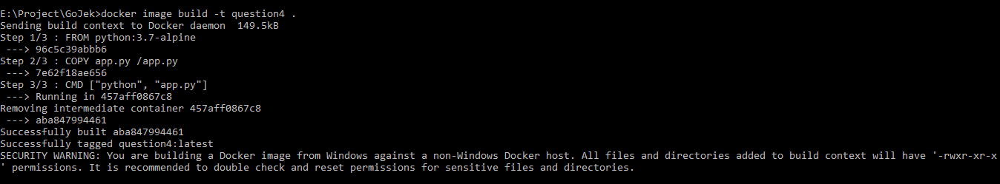 E:\Project\GoJek>docker image build -t question4 .
Sending build context to Docker daemon  149.5kB
Step 1/3 : FROM python:3.7-alpine
 ---> 96c5c39abbb6
Step 2/3 : COPY app.py /app.py
 ---> 7e62f18ae656
Step 3/3 : CMD ["python", "app.py"]
 ---> Running in 457aff0867c8
Removing intermediate container 457aff0867c8
 ---> aba847994461
Successfully built aba847994461
Successfully tagged question4:latest
SECURITY WARNING: You are building a Docker image from Windows against a non-Windows Docker host. All files and directories added to build context will have '-rwxr-xr-x
' permissions. It is recommended to double check and reset permissions for sensitive files and directories.